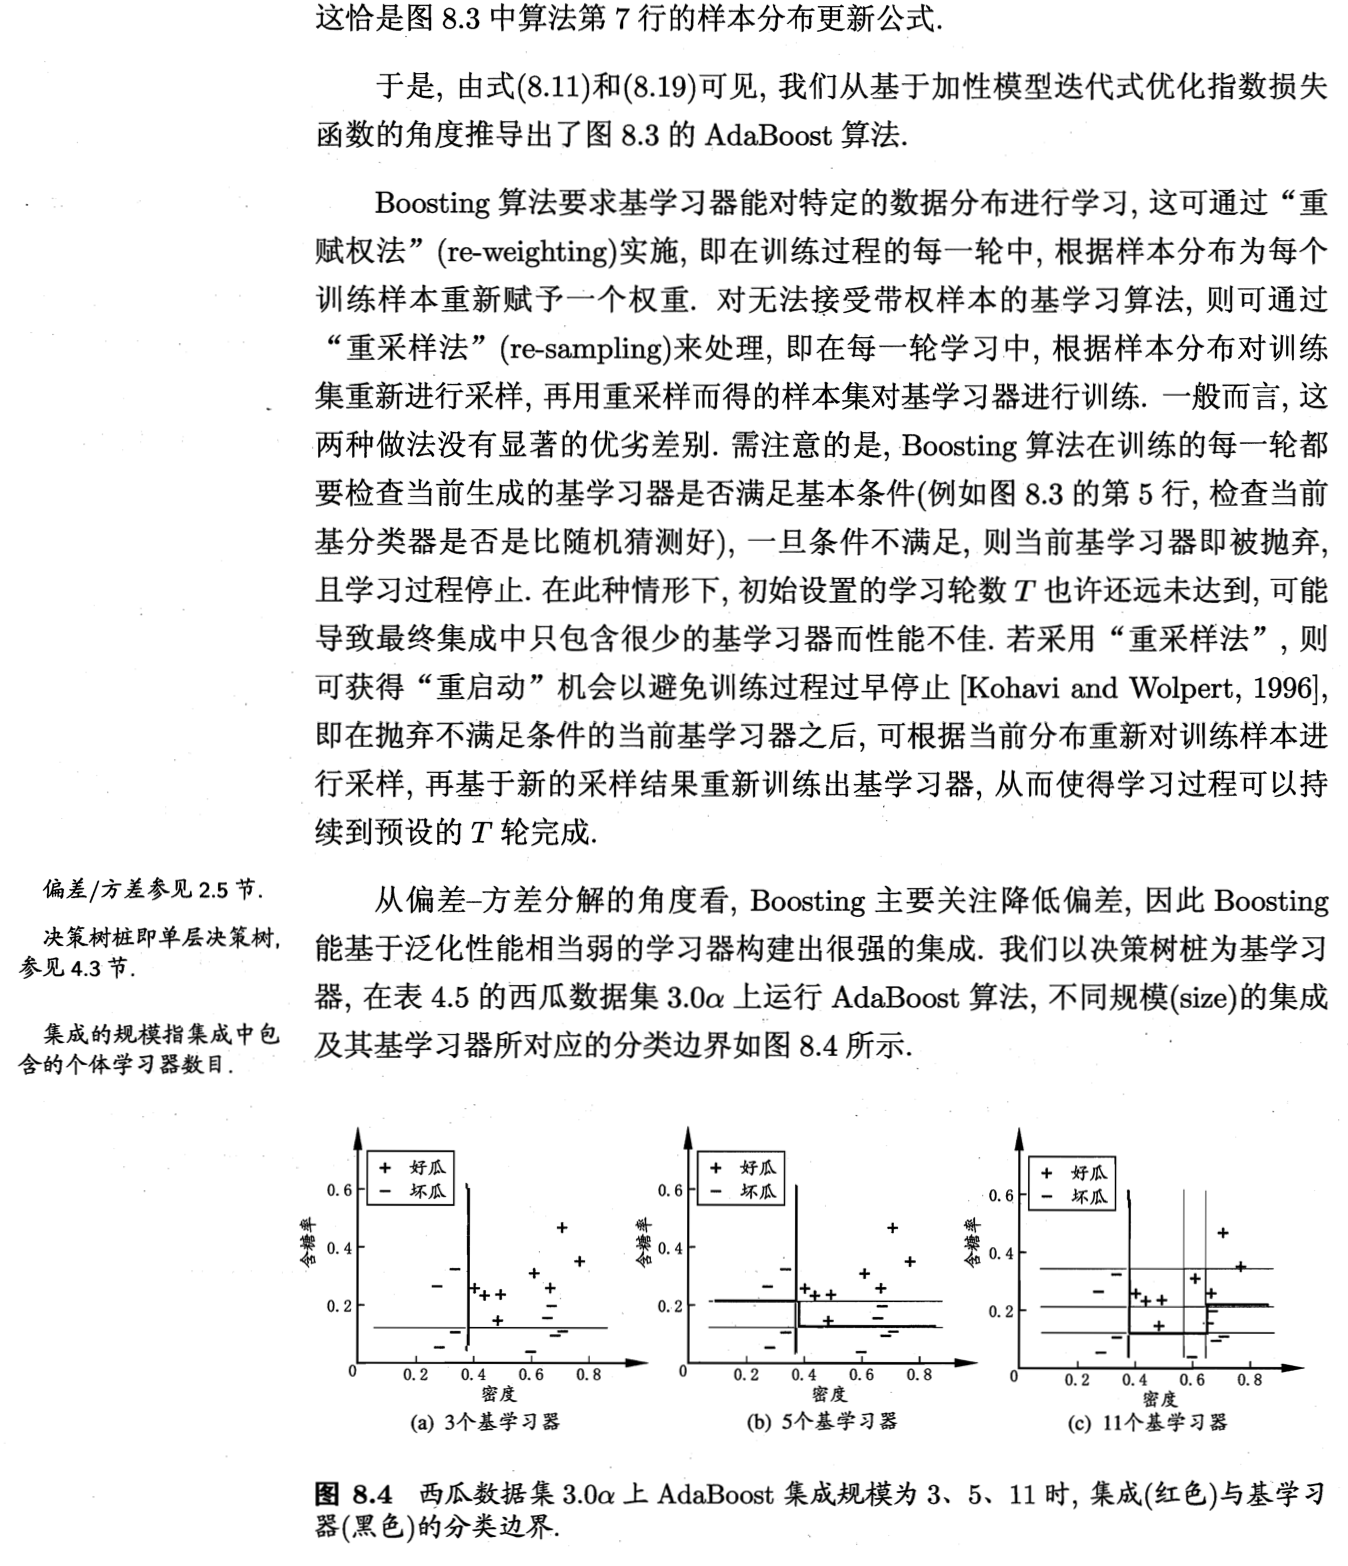 这恰是图 8.3 中算法第 7 行的样本分布更新公式.
于是, 由式(8.11)和(8.19)可见, 我们从基于加性模型迭代式优化指数损失
函数的角度推导出了图 8.3 的 AdaBoost 算法.
Boosting 算法要求基学习器能对特定的数据分布进行学习, 这可通过“重
赋权法”(re-weighting)实施, 即在训练过程的每一轮中, 根据样本分布为每个
训练样本重新赋予一个权重. 对无法接受带权样本的基学习算法, 则可通过
“重采样法”(re-sampling)来处理, 即在每一轮学习中, 根据样本分布对训练
集重新进行采样, 再用重采样而得的样本集对基学习器进行训练. 一般而言, 这
两种做法没有显著的优劣差别. 需注意的是, Boosting 算法在训练的每一轮都
要检查当前生成的基学习器是否满足基本条件(例如图 8.3 的第 5 行, 检查当前
基分类器是否是比随机猜测好), 一旦条件不满足, 则当前基学习器即被抛弃,
且学习过程停止. 在此种情形下, 初始设置的学习轮数 T 也许还远未达到, 可能
导致最终集成中只包含很少的基学习器而性能不佳. 若采用“重采样法”, 则
可获得“重启动”机会以避免训练过程过早停止 [Kohavi and Wolpert, 1996],
即在抛弃不满足条件的当前基学习器之后, 可根据当前分布重新对训练样本进
行采样, 再基于新的采样结果重新训练出基学习器, 从而使得学习过程可以持
续到预设的 T 轮完成.
偏差/方差参见 2.5 节.
决策树桩即单层决策树,
参见 4.3 节.
集成的规模指集成中包
含的个体学习器数目.
从偏差–方差分解的角度看, Boosting 主要关注降低偏差, 因此 Boosting
能基于泛化性能相当弱的学习器构建出很强的集成. 我们以决策树桩为基学习
器, 在表 4.5 的西瓜数据集 3.0α 上运行 AdaBoost 算法, 不同规模(size)的集成
及其基学习器所对应的分类边界如图 8.4 所示.
+ 好瓜
− 坏瓜
0.6
0.4
0.2
0
含糖率
0.2 0.4 0.6 0.8
密度
(a) 3个基学习器
+ 好瓜
− 坏瓜
0.6
0.4
0.2
0
含糖率
0.2 0.4 0.6 0.8
密度
(b) 5个基学习器
+ 好瓜
− 坏瓜
0.6
0.4
0.2
0
含糖率
0.2 0.4 0.6 0.8
密度
(c) 11个基学习器
图 8.4 西瓜数据集 3.0α 上 AdaBoost 集成规模为 3、5、11 时, 集成(红色)与基学习
器(黑色)的分类边界.